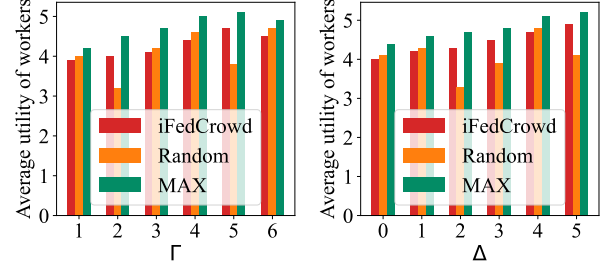 Average utility of workers
5
4
3
2
1
0
iFedCrowd
Random
MAX
1 2 3 4 5 6
Γ
Average utility of workers
5
4
3
2
1
0
iFedCrowd
Random
MAX
0 1 2 3 4 5
Δ